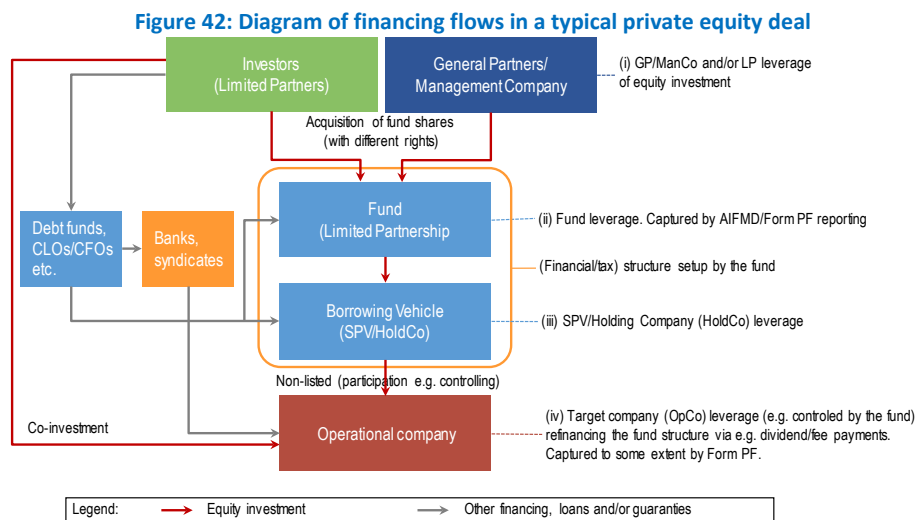 Figure 42: Diagram of financing flows in a typical private equity deal
Investors
(Limited Partners)
General Partners/
Management Company
(i) GP/ManCo and/or LP leverage
of equity investment
Acquisition of fund shares
(with different rights)
Debt funds,
CLOs/CFOs
etc.
Banks,
syndicates
Fund
(Limited Partnership
(ii) Fund leverage. Captured by AIFMD/Form PF reporting
(Financial/tax) structure setup by the fund
Borrowing Vehicle
(SPV/HoldCo)
(iii) SPV/Holding Company (HoldCo) leverage
Non-listed (participation e.g. controlling)
Co-investment
Operational company
(iv) Target company (OpCo) leverage (e.g. controled by the fund)
refinancing the fund structure via e.g. dividend/fee payments.
Captured to some extent by Form PF.
Legend:
Equity investment
Other financing, loans and/or guaranties